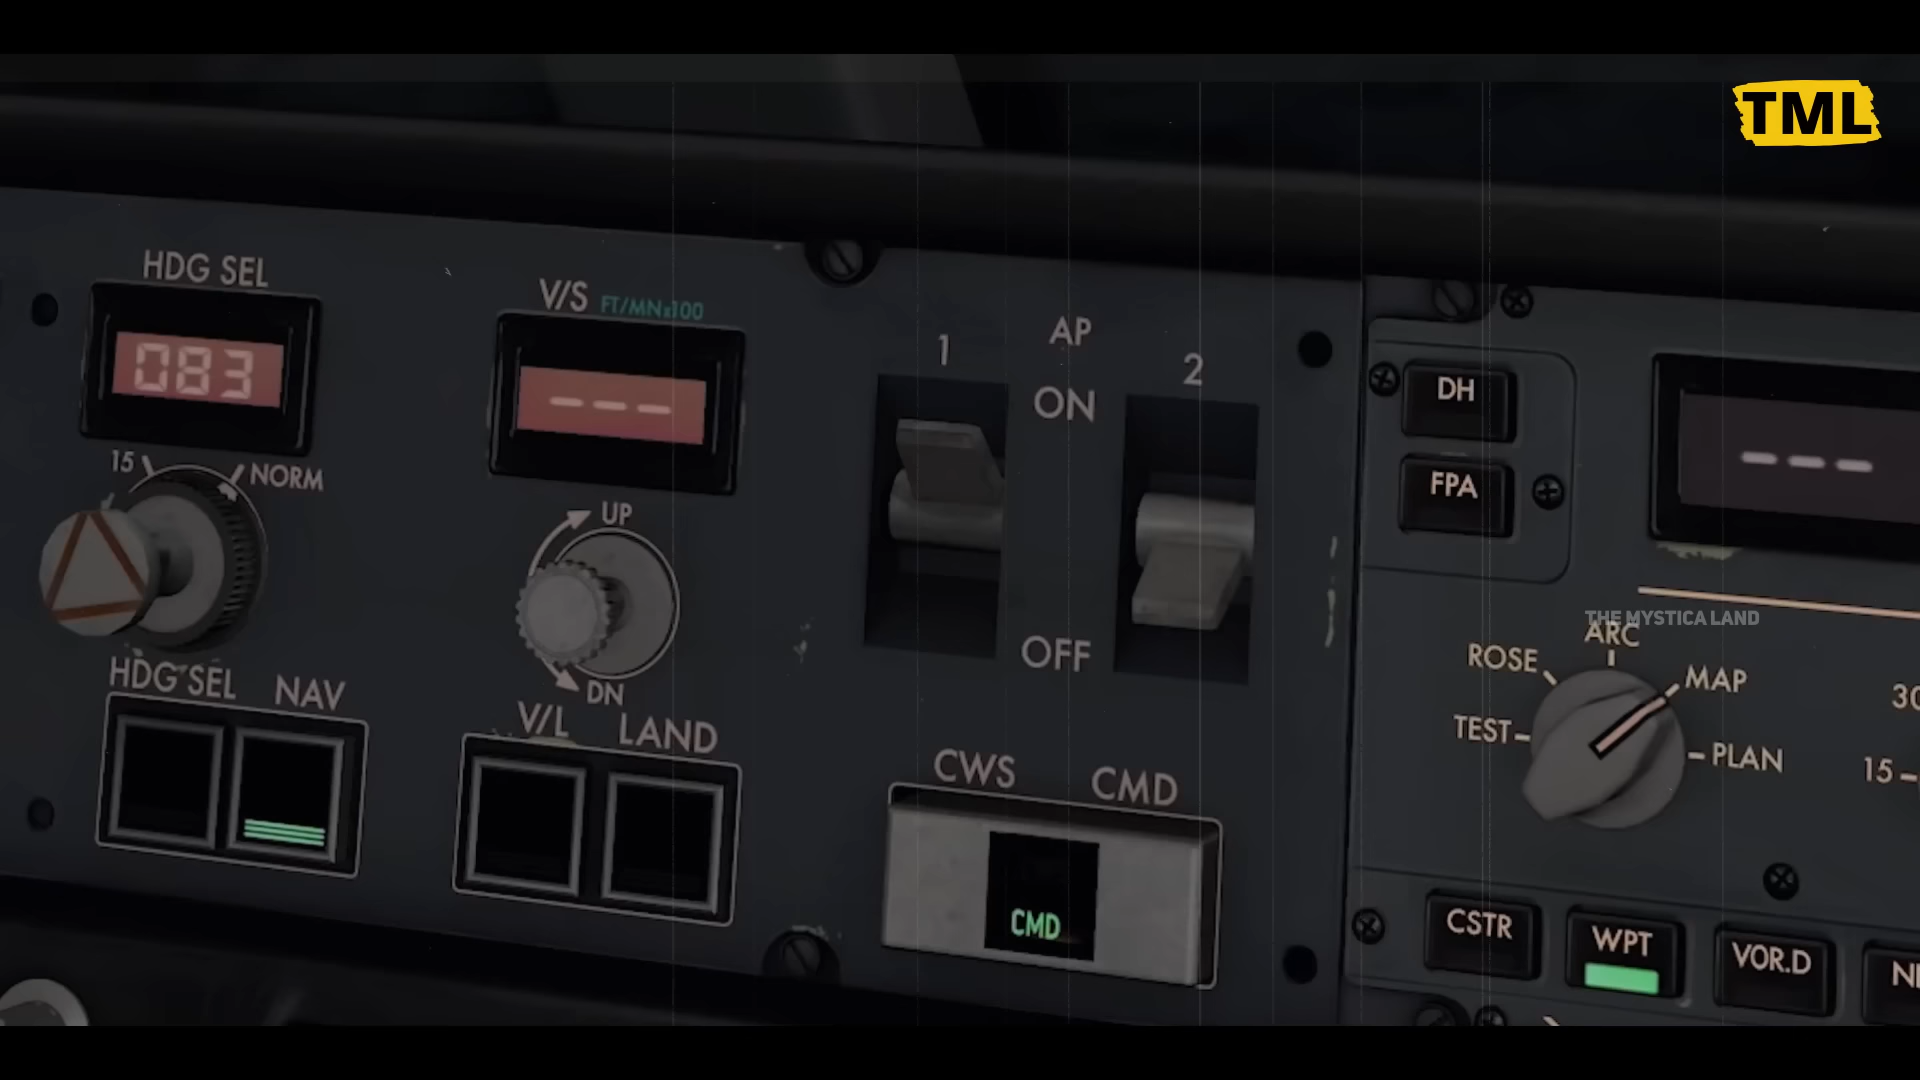 TML
HDG SEL
083
15
NORM
HDG SEL
NAV
V/S FT/MNx100
---
UP
DN
V/L
LAND
1
AP
2
ON
OFF
CWS
CMD
CMD
DH
FPA
---
THE MYSTICA LAND
ARC
ROSE
MAP
TEST
PLAN
30
15
CSTR
WPT
VOR.D